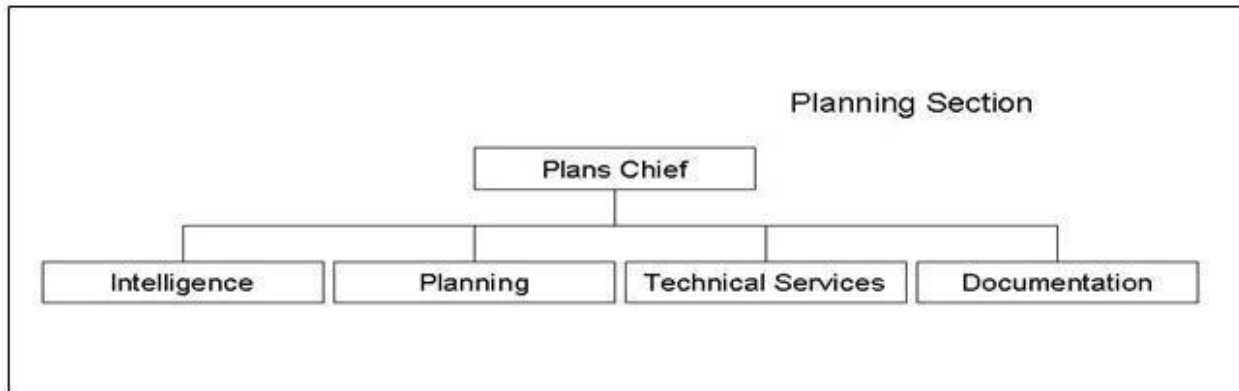 Planning Section
Plans Chief
Intelligence
Planning
Technical Services
Documentation